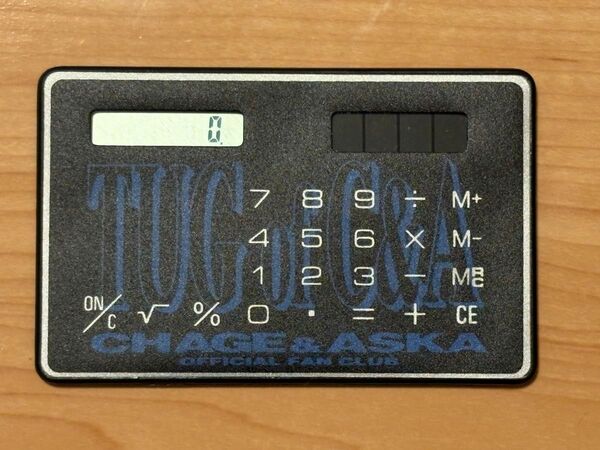 0.
TUG of C&A
7 8 9 ÷ M+
4 5 6 × M-
1 2 3 − MRC
ON/C √ % 0 · = + CE
CHAGE&ASKA
OFFICIAL FAN CLUB